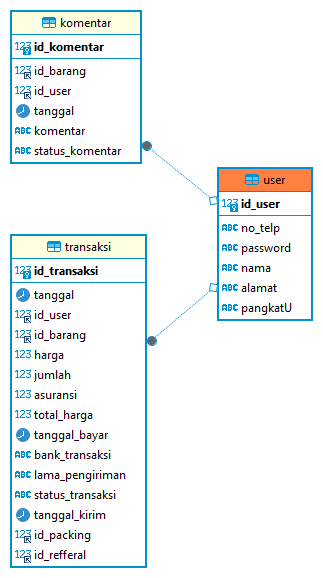 komentar
123 id_komentar
123 id_barang
123 id_user
tanggal
ABC komentar
ABC status_komentar
user
123 id_user
ABC no_telp
ABC password
ABC nama
ABC alamat
ABC pangkatU
transaksi
123 id_transaksi
tanggal
123 id_user
123 id_barang
123 harga
123 jumlah
123 asuransi
123 total_harga
tanggal_bayar
ABC bank_transaksi
ABC lama_pengiriman
ABC status_transaksi
tanggal_kirim
123 id_packing
123 id_refferal